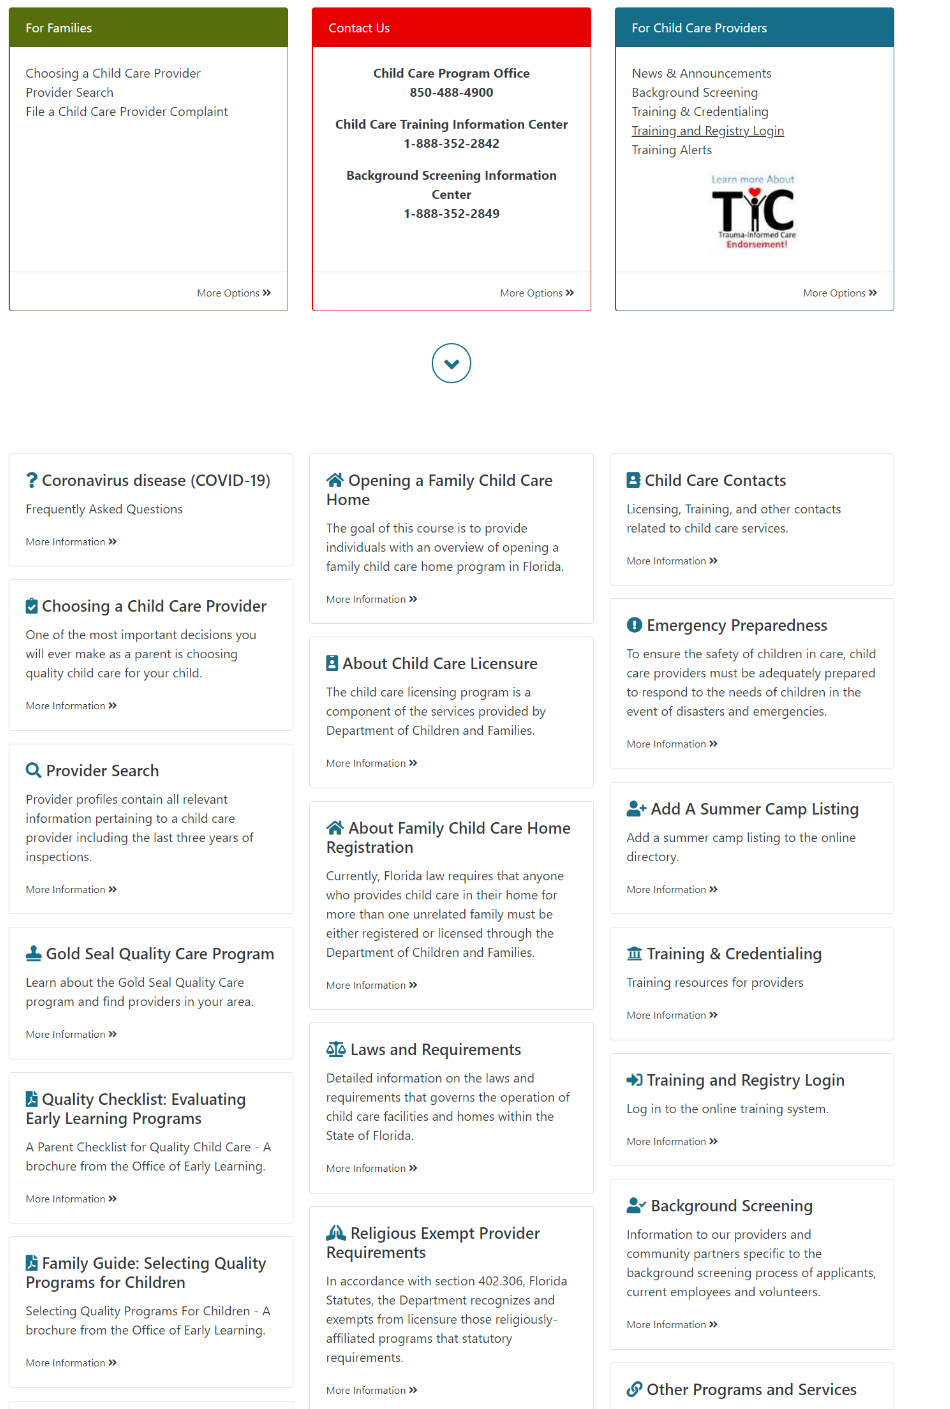 For Families
Choosing a Child Care Provider
Provider Search
File a Child Care Provider Complaint
More Options
Contact Us
Child Care Program Office
850-488-4900
Child Care Training Information Center
1-888-352-2842
Background Screening Information
Center
1-888-352-2849
More Options
For Child Care Providers
News & Announcements
Background Screening
Training & Credentialing
Training and Registry Login
Training Alerts
Learn more About
TIC
Trauma-Informed Care
Endorsement!
More Options
Coronavirus disease (COVID-19)
Frequently Asked Questions
More Information
Choosing a Child Care Provider
One of the most important decisions you
will ever make as a parent is choosing
quality child care for your child.
More Information
Provider Search
Provider profiles contain all relevant
information pertaining to a child care
provider including the last three years of
inspections.
More Information
Gold Seal Quality Care Program
Learn about the Gold Seal Quality Care
program and find providers in your area.
More Information
Quality Checklist: Evaluating
Early Learning Programs
A Parent Checklist for Quality Child Care - A
brochure from the Office of Early Learning.
More Information
Family Guide: Selecting Quality
Programs for Children
Selecting Quality Programs For Children - A
brochure from the Office of Early Learning.
More Information
Opening a Family Child Care
Home
The goal of this course is to provide
individuals with an overview of opening a
family child care home program in Florida.
More Information
About Child Care Licensure
The child care licensing program is a
component of the services provided by
Department of Children and Families.
More Information
About Family Child Care Home
Registration
Currently, Florida law requires that anyone
who provides child care in their home for
more than one unrelated family must be
either registered or licensed through the
Department of Children and Families.
More Information
Laws and Requirements
Detailed information on the laws and
requirements that governs the operation of
child care facilities and homes within the
State of Florida.
More Information
Religious Exempt Provider
Requirements
In accordance with section 402.306, Florida
Statutes, the Department recognizes and
exempts from licensure those religiously-
affiliated programs that statutory
requirements.
More Information
Child Care Contacts
Licensing, Training, and other contacts
related to child care services.
More Information
Emergency Preparedness
To ensure the safety of children in care, child
care providers must be adequately prepared
to respond to the needs of children in the
event of disasters and emergencies.
More Information
Add A Summer Camp Listing
Add a summer camp listing to the online
directory.
More Information
Training & Credentialing
Training resources for providers
More Information
Training and Registry Login
Log in to the online training system.
More Information
Background Screening
Information to our providers and
community partners specific to the
background screening process of applicants,
current employees and volunteers.
More Information
Other Programs and Services